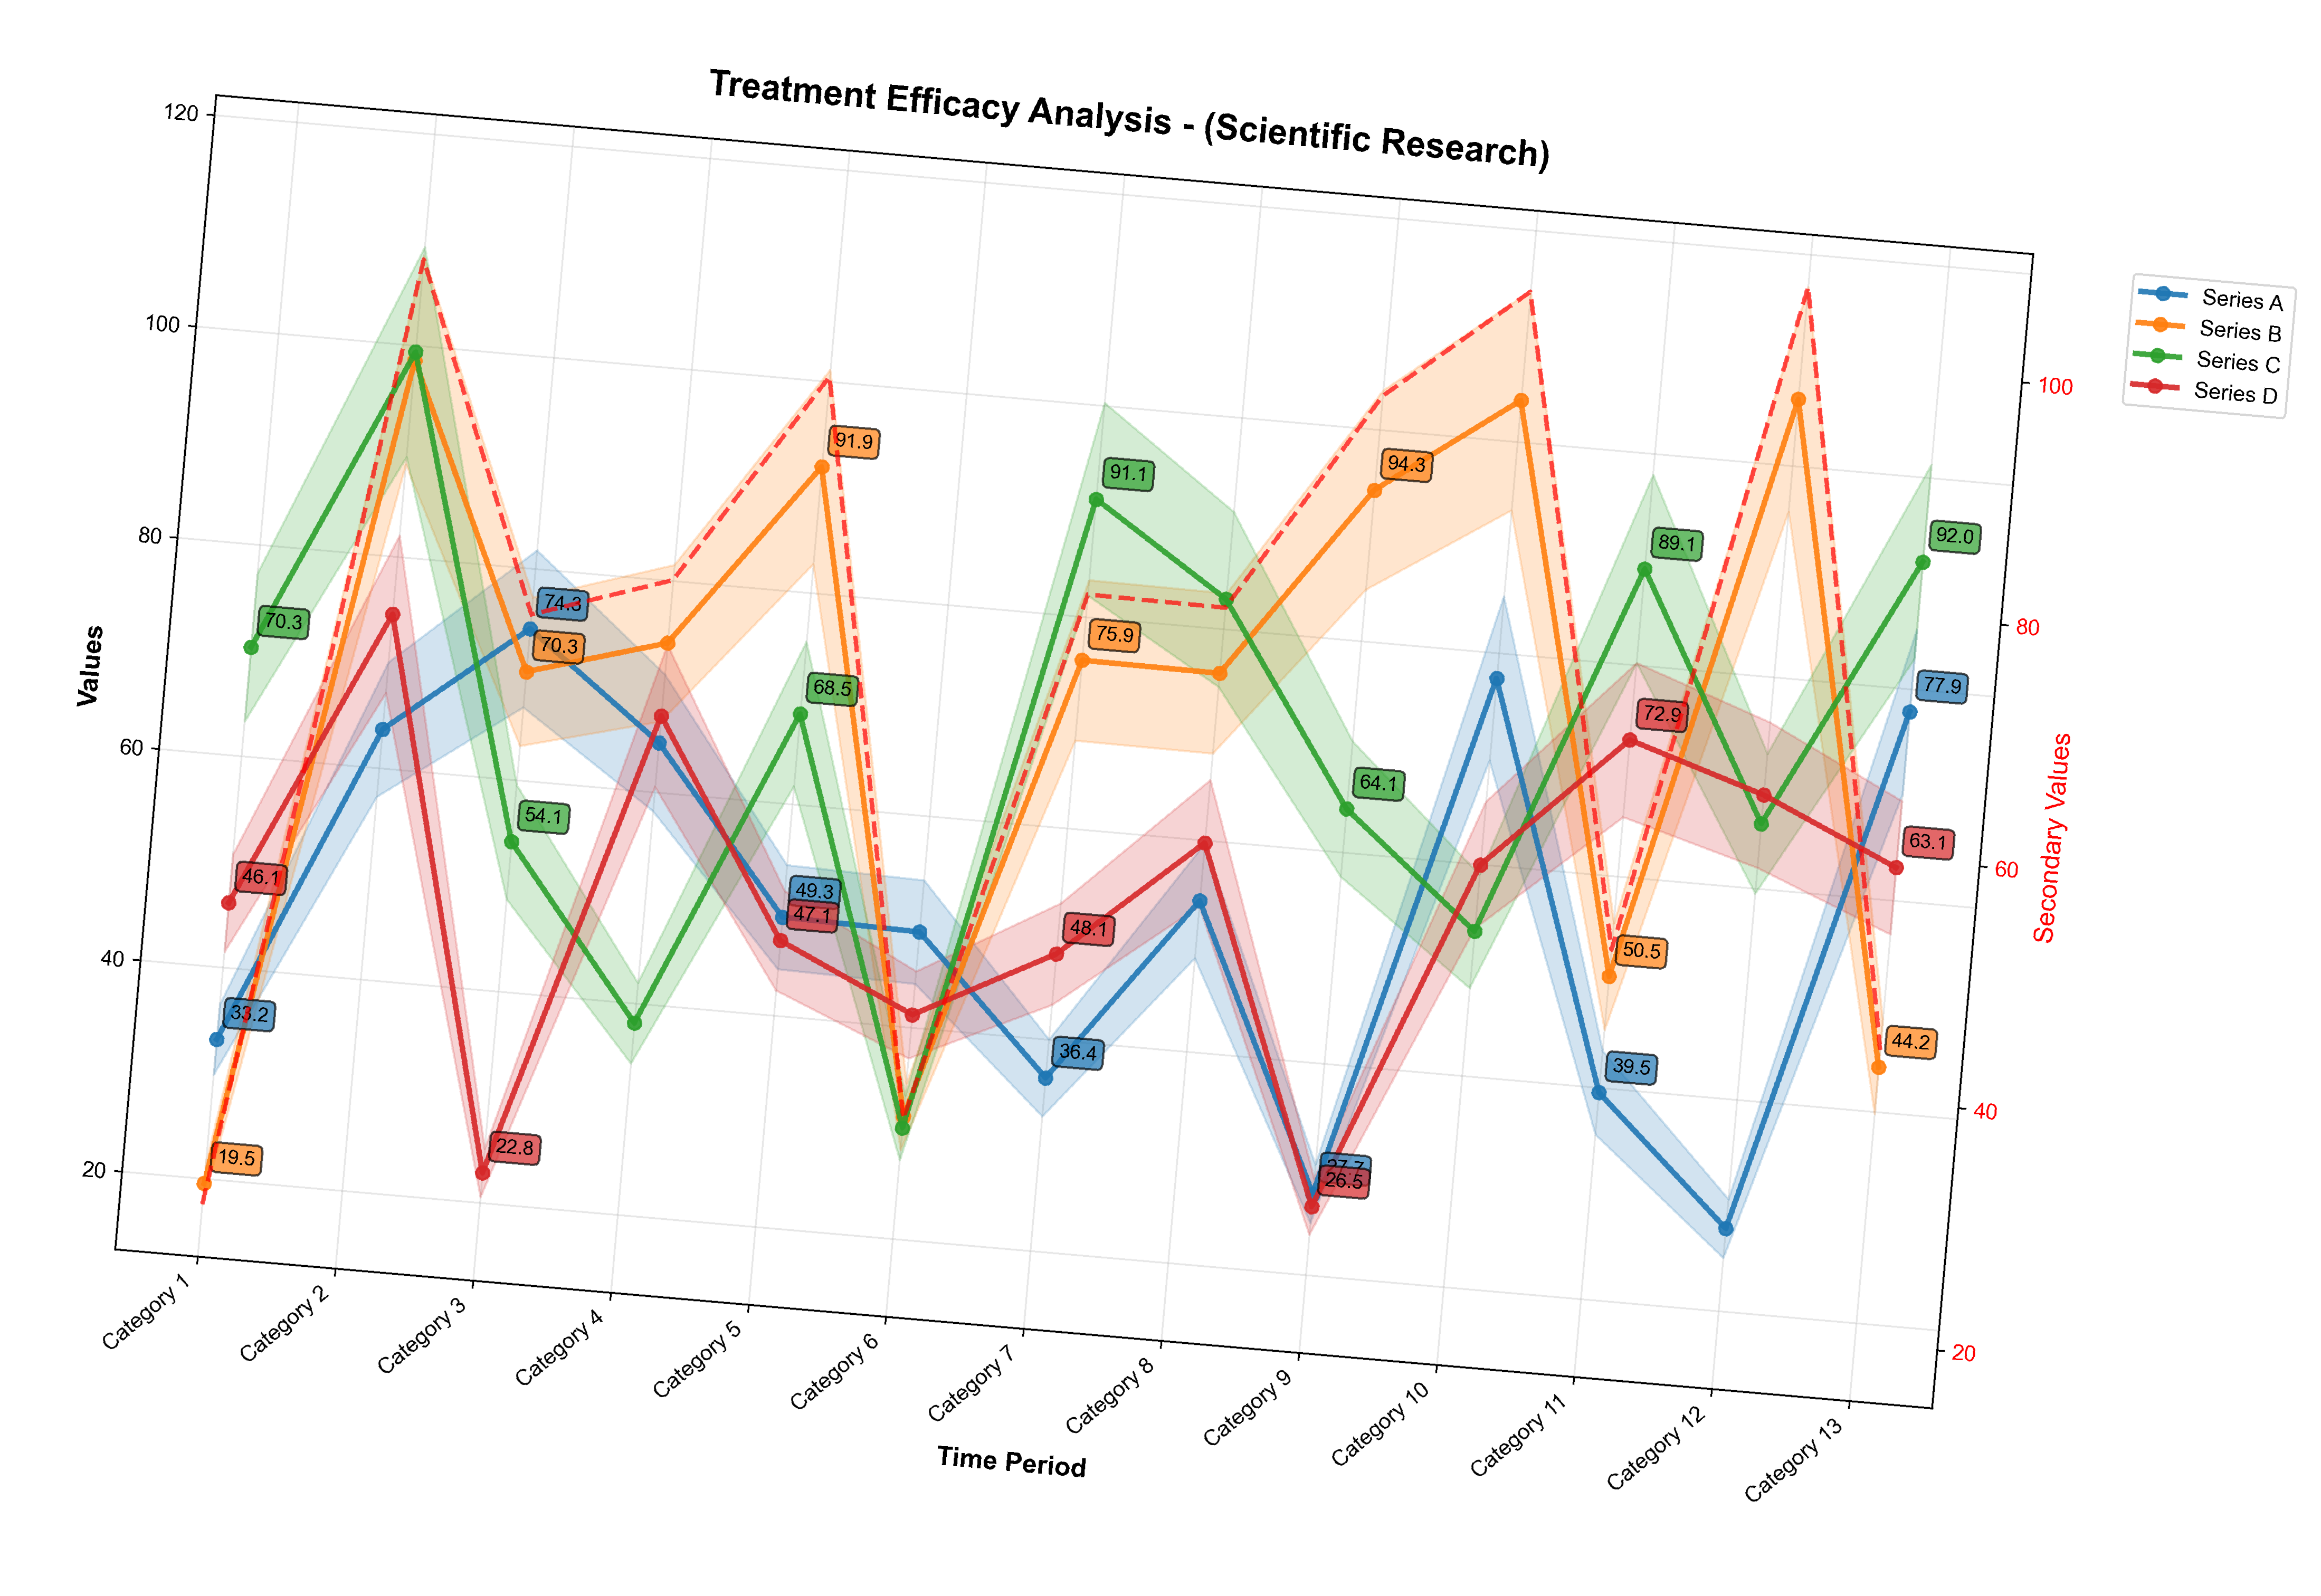 Treatment Efficacy Analysis - (Scientific Research)
120
100
80
60
40
20
Values
Category 1
Category 2
Category 3
Category 4
Category 5
Category 6
Category 7
Category 8
Category 9
Category 10
Category 11
Category 12
Category 13
Time Period
100
80
60
40
20
Secondary Values
Series A
Series B
Series C
Series D
33.2
74.3
49.3
36.4
27.7
39.5
77.9
19.5
70.3
91.9
75.9
94.3
50.5
44.2
70.3
54.1
68.5
91.1
64.1
89.1
92.0
46.1
22.8
47.1
48.1
26.5
72.9
63.1